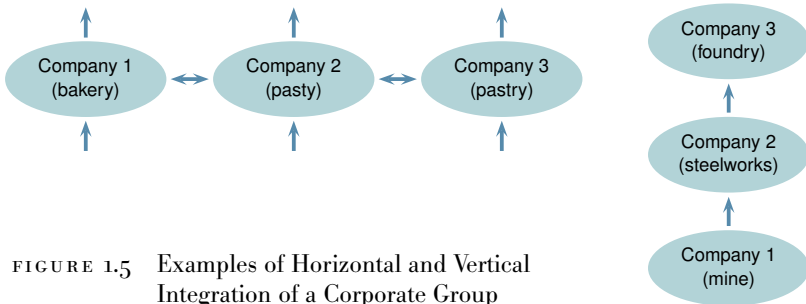 Company 1
(bakery)
Company 2
(pasty)
Company 3
(pastry)
Company 3
(foundry)
Company 2
(steelworks)
Company 1
(mine)
FIGURE 1.5 Examples of Horizontal and Vertical
Integration of a Corporate Group